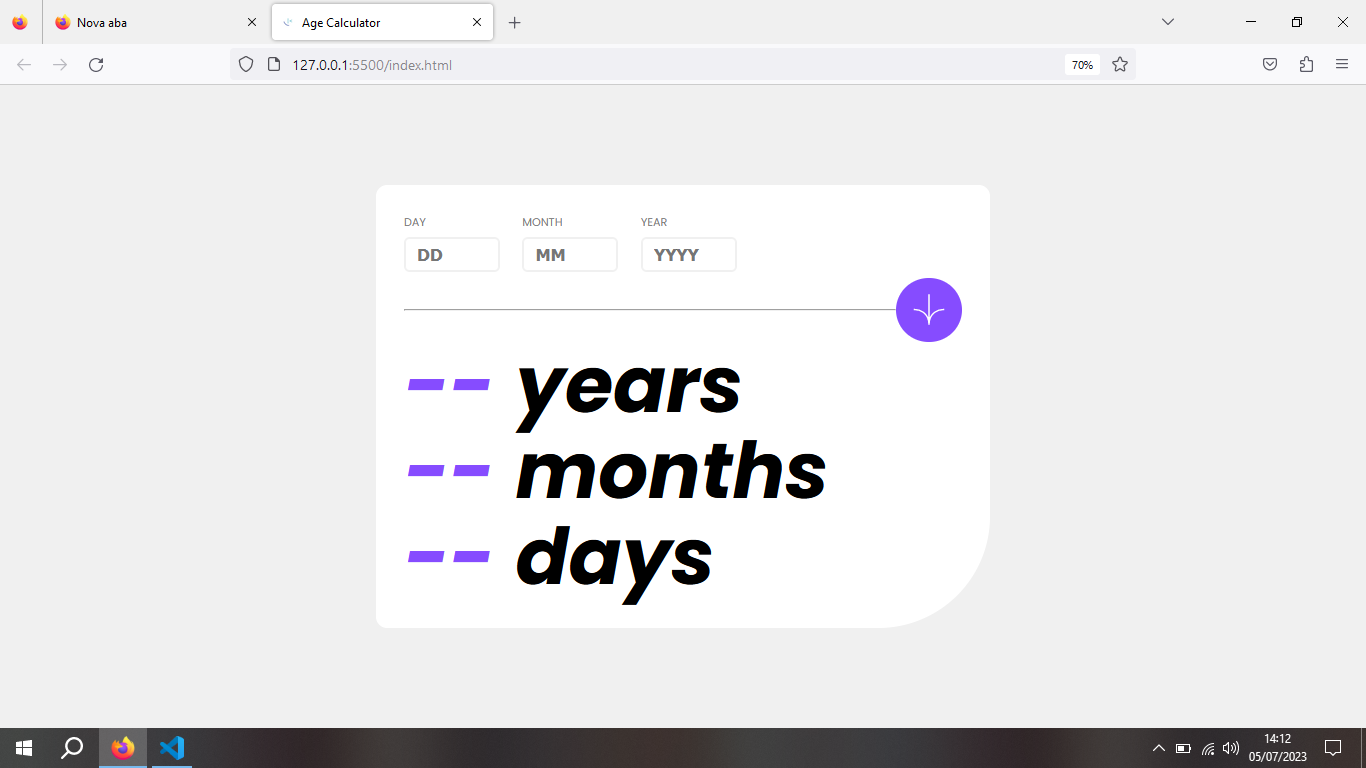 Nova aba
Age Calculator
127.0.0.1:5500/index.html
70%
DAY MONTH YEAR
DD MM YYYY
-- years
-- months
-- days
14:12
05/07/2023